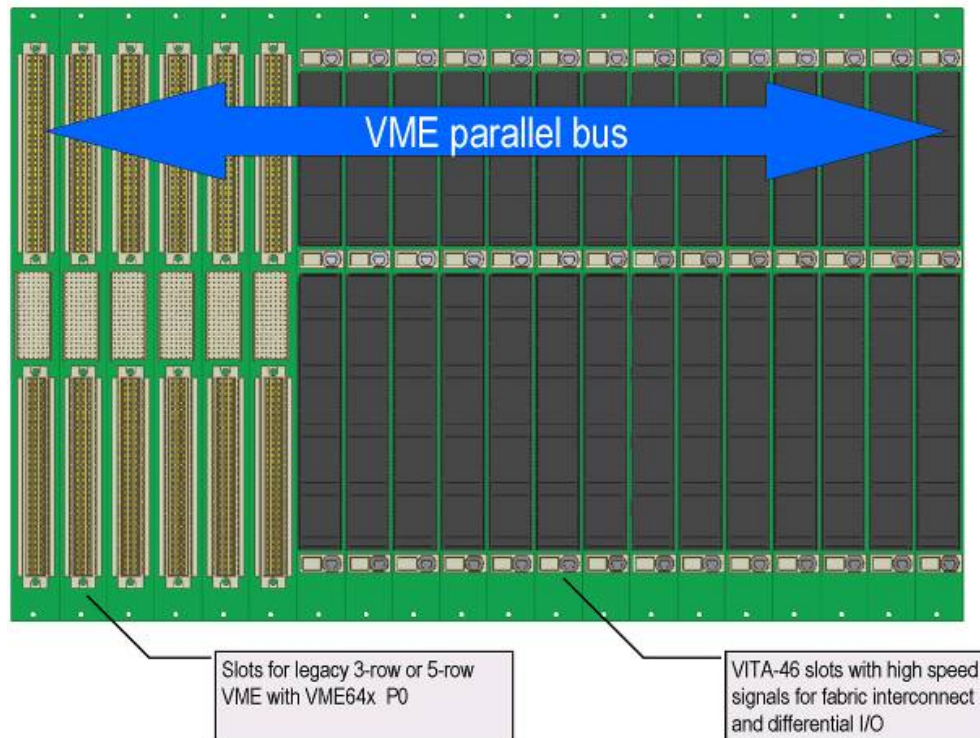 VME parallel bus
Slots for legacy 3-row or 5-row
VME with VME64x P0
VITA-46 slots with high speed
signals for fabric interconnect
and differential I/O